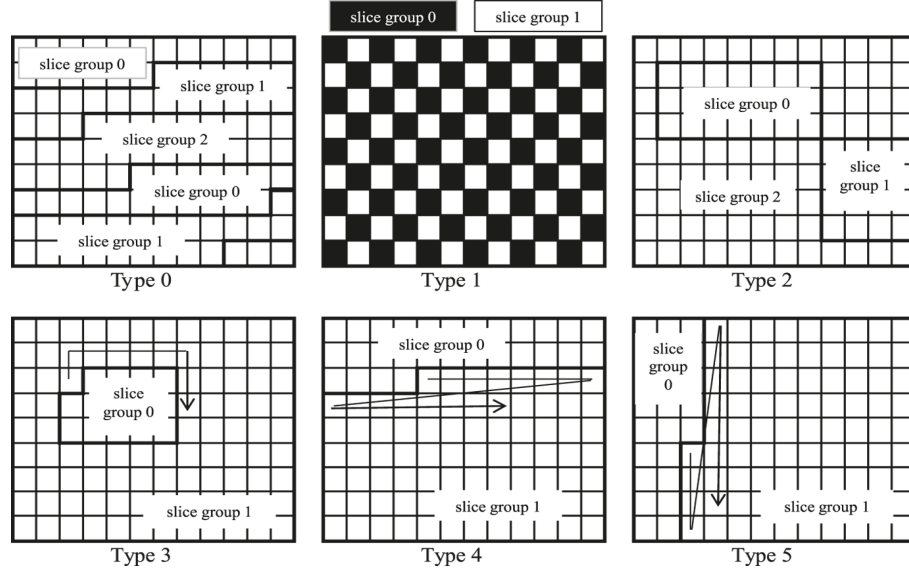 slice group 0
slice group 1
slice group 0
slice group 1
slice group 2
slice group 0
slice group 1
Type 0
Type 1
slice group 0
slice
group 1
slice group 2
Type 2
slice
group 0
slice group 1
Type 3
slice group 0
slice group 1
Type 4
slice
group
0
slice group 1
Type 5